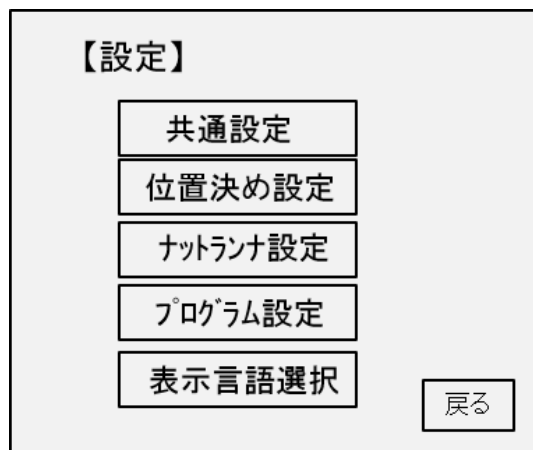 【設定】
共通設定
位置決め設定
ﾅｯﾄﾗﾝﾅ設定
ﾌﾟﾛｸﾞﾗﾑ設定
表示言語選択
戻る